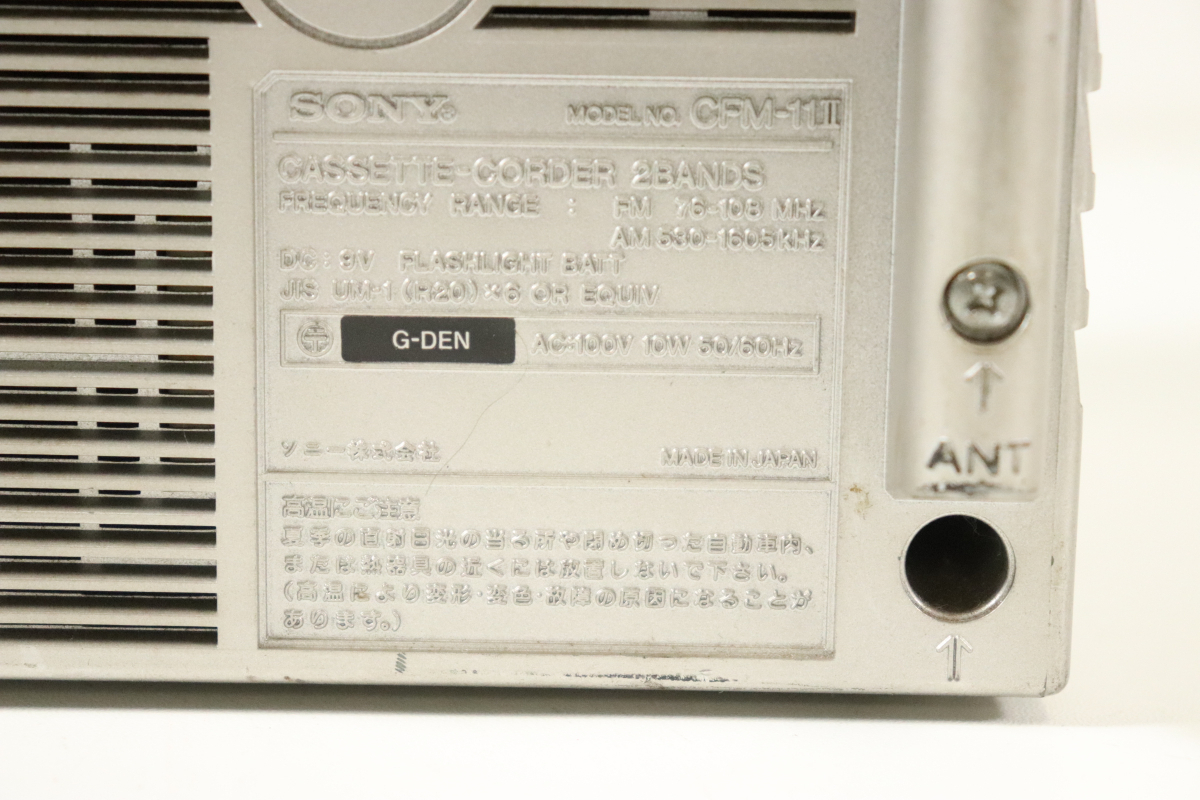 SONY®
MODEL NO. CFM-11II
CASSETTE-CORDER 2BANDS
FREQUENCY RANGE : FM 76-108 MHz
AM 530-1605 kHz
DC : 9V FLASHLIGHT BATT
JIS UM-1 (R20) ×6 OR EQUIV
G-DEN AC:100V 10W 50/60Hz
ソニー株式会社 MADE IN JAPAN
高温にご注意
夏季の直射日光の当る所や閉め切った自動車内、
または熱器具の近くには放置しないで下さい。
(高温により変形・変色・故障の原因になることが
あります。)
↑
ANT
↑